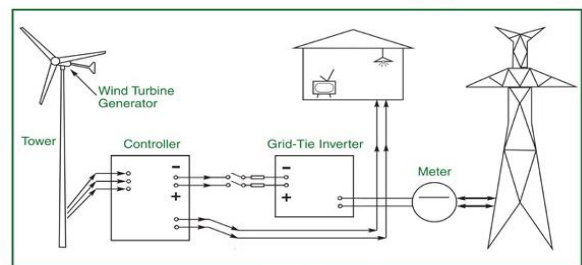 Wind Turbine
Generator
Tower
Controller
Grid-Tie Inverter
Meter
−
+
−
+